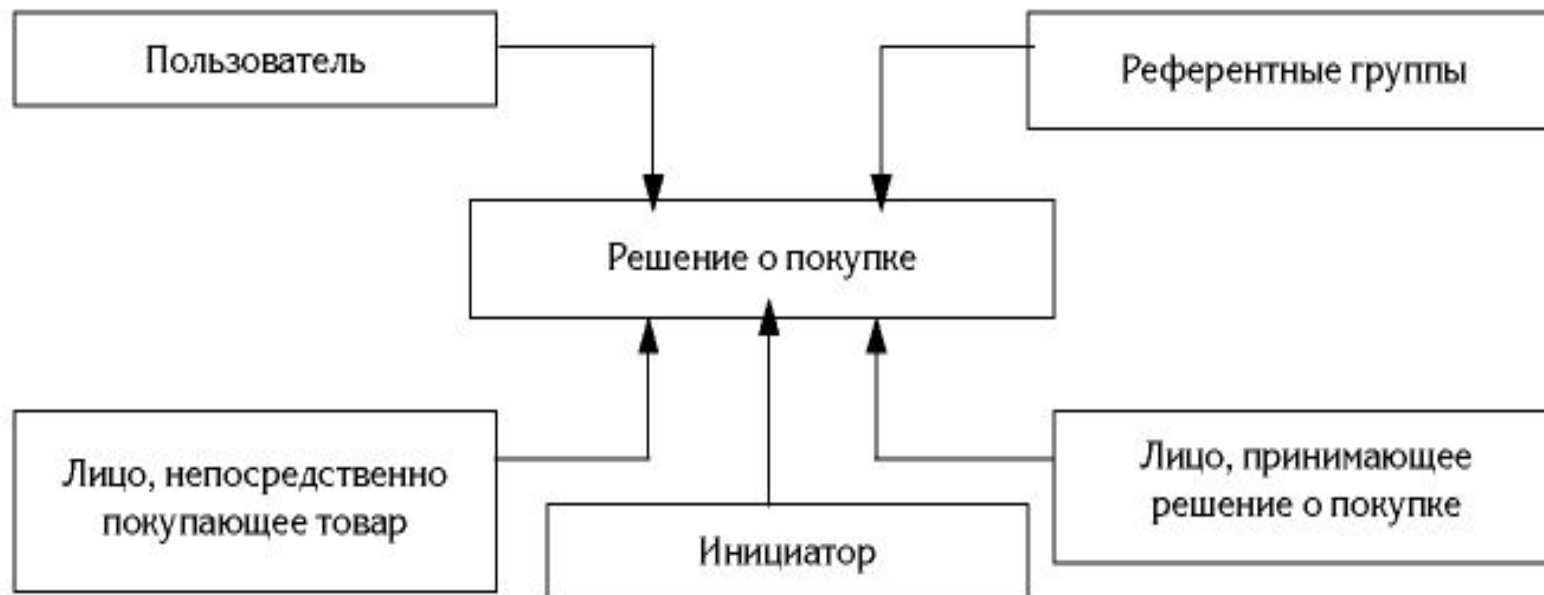 Пользователь
Референтные группы
Решение о покупке
Лицо, непосредственно
покупающее товар
Инициатор
Лицо, принимающее
решение о покупке